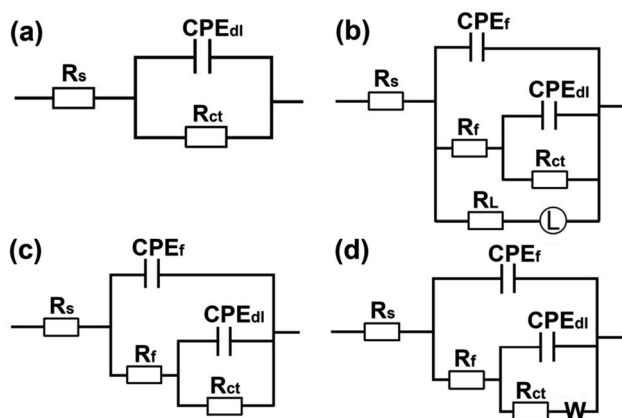 (a)
CPEdl
Rs
Rct
(b)
CPEf
Rs
CPEdl
Rf
Rct
RL
L
(c)
CPEf
Rs
CPEdl
Rf
Rct
(d)
CPEf
Rs
CPEdl
Rf
Rct
W